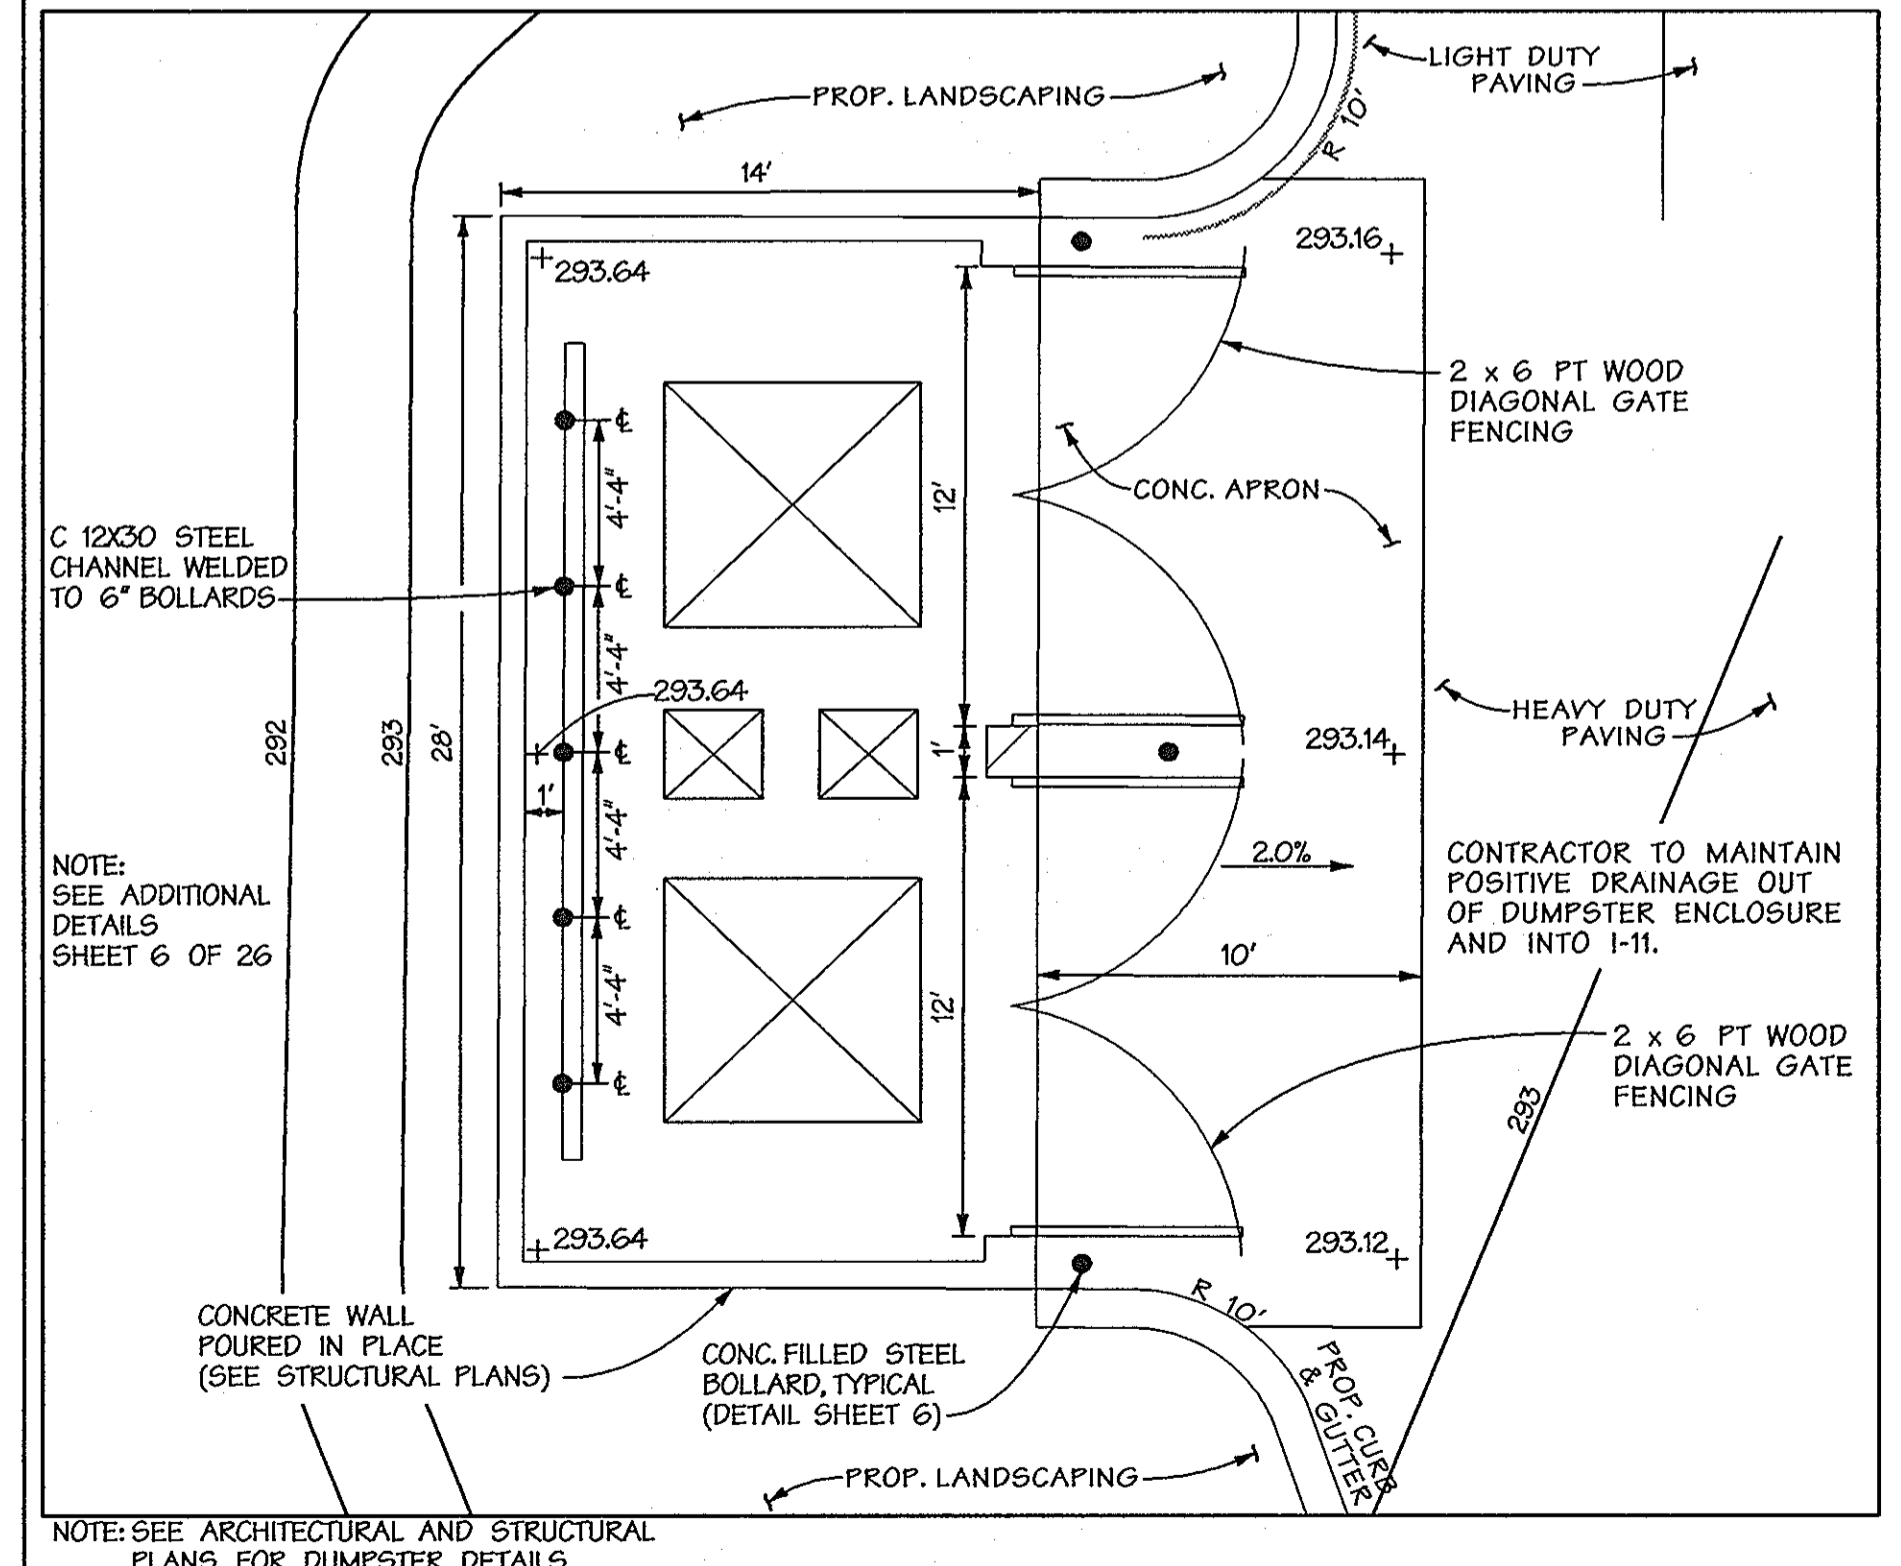 LIGHT DUTY
PAVING
PROP. LANDSCAPING
R 10'
14'
293.16
293.64
2 x 6 PT WOOD
DIAGONAL GATE
FENCING
℄
4'-4"
12'
CONC. APRON
C 12X30 STEEL
CHANNEL WELDED
TO 6" BOLLARDS
℄
4'-4"
293.64
HEAVY DUTY
PAVING
292
293
28'
℄
1'
293.14
1'
4'-4"
2.0%
CONTRACTOR TO MAINTAIN
POSITIVE DRAINAGE OUT
OF DUMPSTER ENCLOSURE
AND INTO I-11.
NOTE:
SEE ADDITIONAL
DETAILS
SHEET 6 OF 26
℄
10'
4'-4"
12'
2 x 6 PT WOOD
DIAGONAL GATE
FENCING
℄
293
293.64
293.12
R 10'
CONCRETE WALL
POURED IN PLACE
(SEE STRUCTURAL PLANS)
CONC. FILLED STEEL
BOLLARD, TYPICAL
(DETAIL SHEET 6)
PROP. CURB
& GUTTER
PROP. LANDSCAPING
NOTE: SEE ARCHITECTURAL AND STRUCTURAL
PLANS FOR DUMPSTER DETAILS